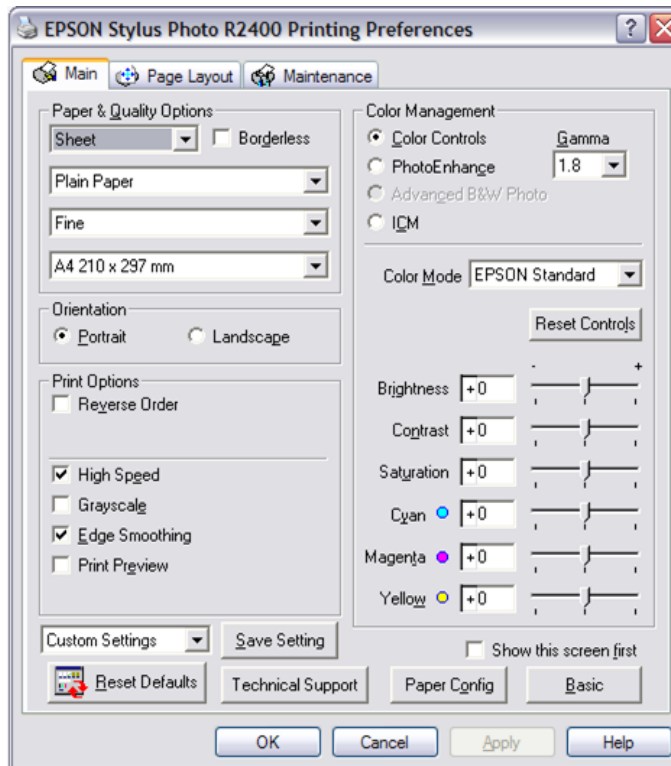 EPSON Stylus Photo R2400 Printing Preferences
Main
Page Layout
Maintenance
Paper & Quality Options
Sheet
Borderless
Plain Paper
Fine
A4 210 x 297 mm
Orientation
Portrait
Landscape
Print Options
Reverse Order
High Speed
Grayscale
Edge Smoothing
Print Preview
Custom Settings
Save Setting
Reset Defaults
Technical Support
Color Management
Color Controls
PhotoEnhance
Advanced B&W Photo
ICM
Gamma
1.8
Color Mode EPSON Standard
Reset Controls
- +
Brightness +0
Contrast +0
Saturation +0
Cyan +0
Magenta +0
Yellow +0
Show this screen first
Paper Config
Basic
OK
Cancel
Apply
Help